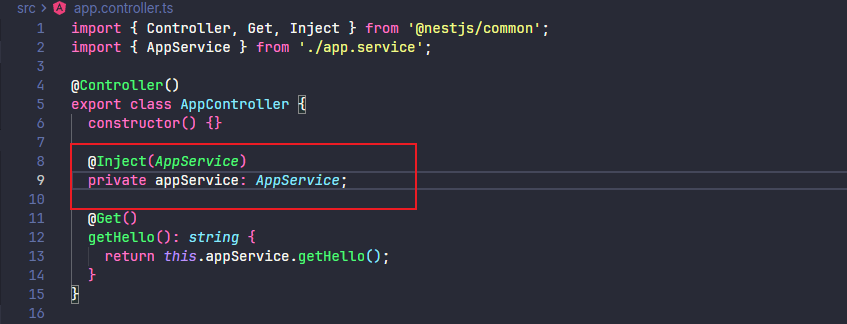 src > app.controller.ts
1 import { Controller, Get, Inject } from '@nestjs/common';
2 import { AppService } from './app.service';
3
4 @Controller()
5 export class AppController {
6   constructor() {}
7
8   @Inject(AppService)
9   private appService: AppService;
10
11   @Get()
12   getHello(): string {
13     return this.appService.getHello();
14   }
15 }
16